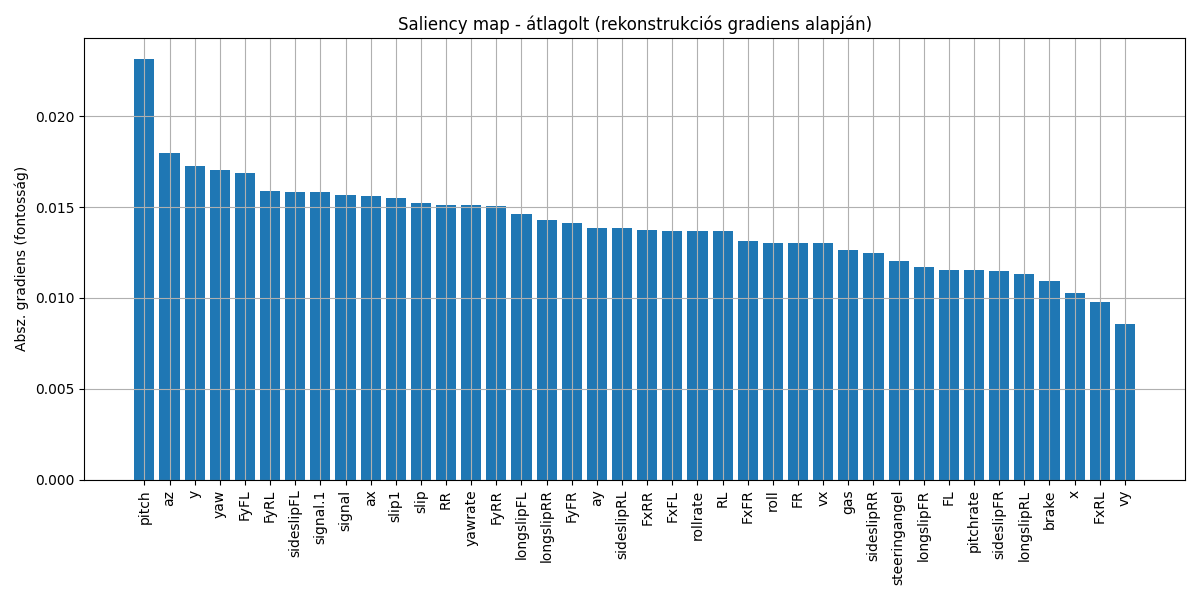 Saliency map - átlagolt (rekonstrukciós gradiens alapján)
Absz. gradiens (fontosság)
0.020
0.015
0.010
0.005
0.000
pitch
az
y
yaw
FyFL
FyRL
sideslipFL
signal.1
signal
ax
slip1
slip
RR
yawrate
FyRR
longslipFL
longslipRR
FyFR
ay
sideslipRL
FxRR
FxFL
rollrate
RL
FxFR
roll
FR
vx
gas
sideslipRR
steeringangel
longslipFR
FL
pitchrate
sideslipFR
longslipRL
brake
x
FxRL
vy